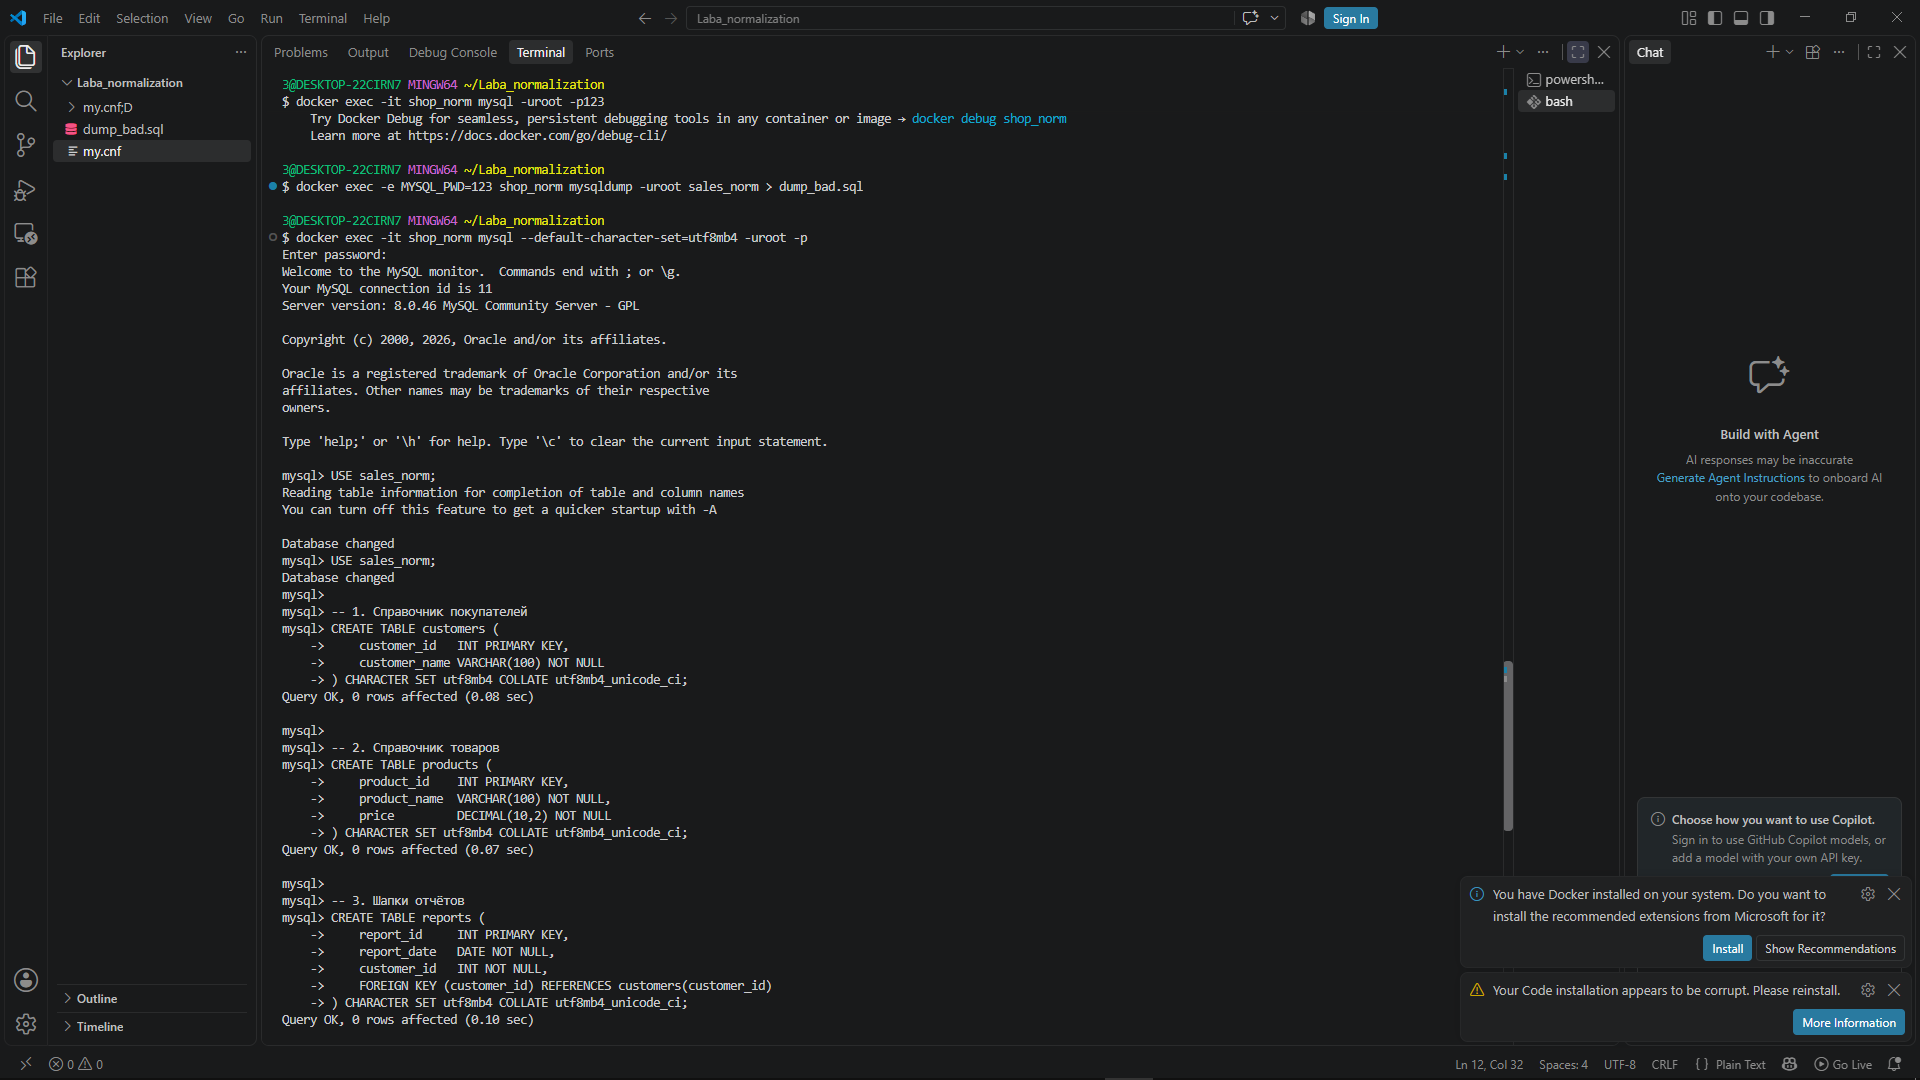 File Edit Selection View Go Run Terminal Help
Laba_normalization
Sign In
Explorer
Laba_normalization
my.cnf;D
dump_bad.sql
my.cnf
Outline
Timeline
Problems Output Debug Console Terminal Ports
powersh...
bash
3@DESKTOP-22CIRN7 MINGW64 ~/Laba_normalization
$ docker exec -it shop_norm mysql -uroot -p123
Try Docker Debug for seamless, persistent debugging tools in any container or image → docker debug shop_norm
Learn more at https://docs.docker.com/go/debug-cli/
3@DESKTOP-22CIRN7 MINGW64 ~/Laba_normalization
$ docker exec -e MYSQL_PWD=123 shop_norm mysqldump -uroot sales_norm > dump_bad.sql
3@DESKTOP-22CIRN7 MINGW64 ~/Laba_normalization
$ docker exec -it shop_norm mysql --default-character-set=utf8mb4 -uroot -p
Enter password:
Welcome to the MySQL monitor.  Commands end with ; or \g.
Your MySQL connection id is 11
Server version: 8.0.46 MySQL Community Server - GPL
Copyright (c) 2000, 2026, Oracle and/or its affiliates.
Oracle is a registered trademark of Oracle Corporation and/or its
affiliates. Other names may be trademarks of their respective
owners.
Type 'help;' or '\h' for help. Type '\c' to clear the current input statement.
mysql> USE sales_norm;
Reading table information for completion of table and column names
You can turn off this feature to get a quicker startup with -A
Database changed
mysql> USE sales_norm;
Database changed
mysql>
mysql> -- 1. Справочник покупателей
mysql> CREATE TABLE customers (
    ->     customer_id   INT PRIMARY KEY,
    ->     customer_name VARCHAR(100) NOT NULL
    -> ) CHARACTER SET utf8mb4 COLLATE utf8mb4_unicode_ci;
Query OK, 0 rows affected (0.08 sec)
mysql>
mysql> -- 2. Справочник товаров
mysql> CREATE TABLE products (
    ->     product_id    INT PRIMARY KEY,
    ->     product_name  VARCHAR(100) NOT NULL,
    ->     price         DECIMAL(10,2) NOT NULL
    -> ) CHARACTER SET utf8mb4 COLLATE utf8mb4_unicode_ci;
Query OK, 0 rows affected (0.07 sec)
mysql>
mysql> -- 3. Шапки отчётов
mysql> CREATE TABLE reports (
    ->     report_id     INT PRIMARY KEY,
    ->     report_date   DATE NOT NULL,
    ->     customer_id   INT NOT NULL,
    ->     FOREIGN KEY (customer_id) REFERENCES customers(customer_id)
    -> ) CHARACTER SET utf8mb4 COLLATE utf8mb4_unicode_ci;
Query OK, 0 rows affected (0.10 sec)
Chat
Build with Agent
AI responses may be inaccurate
Generate Agent Instructions to onboard AI
onto your codebase.
Choose how you want to use Copilot.
Sign in to use GitHub Copilot models, or
add a model with your own API key.
You have Docker installed on your system. Do you want to
install the recommended extensions from Microsoft for it?
Install Show Recommendations
Your Code installation appears to be corrupt. Please reinstall.
More Information
0 0
Ln 12, Col 32 Spaces: 4 UTF-8 CRLF { } Plain Text Go Live